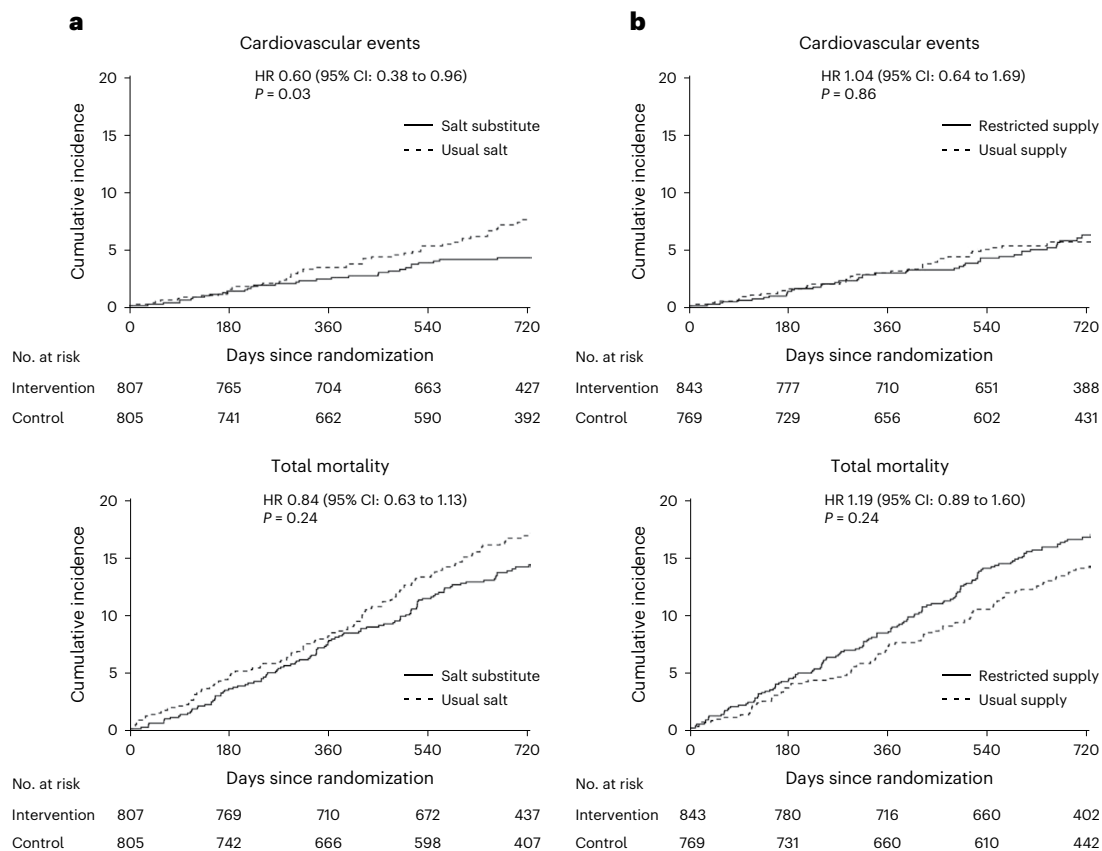 a
Cardiovascular events
HR 0.60 (95% CI: 0.38 to 0.96)
P = 0.03
Salt substitute
Usual salt
Cumulative incidence
20
15
10
5
0
0 180 360 540 720
Days since randomization
No. at risk
Intervention 807 765 704 663 427
Control 805 741 662 590 392
b
Cardiovascular events
HR 1.04 (95% CI: 0.64 to 1.69)
P = 0.86
Restricted supply
Usual supply
Cumulative incidence
20
15
10
5
0
0 180 360 540 720
Days since randomization
No. at risk
Intervention 843 777 710 651 388
Control 769 729 656 602 431
Total mortality
HR 0.84 (95% CI: 0.63 to 1.13)
P = 0.24
Salt substitute
Usual salt
Cumulative incidence
20
15
10
5
0
0 180 360 540 720
Days since randomization
No. at risk
Intervention 807 769 710 672 437
Control 805 742 666 598 407
Total mortality
HR 1.19 (95% CI: 0.89 to 1.60)
P = 0.24
Restricted supply
Usual supply
Cumulative incidence
20
15
10
5
0
0 180 360 540 720
Days since randomization
No. at risk
Intervention 843 780 716 660 402
Control 769 731 660 610 442